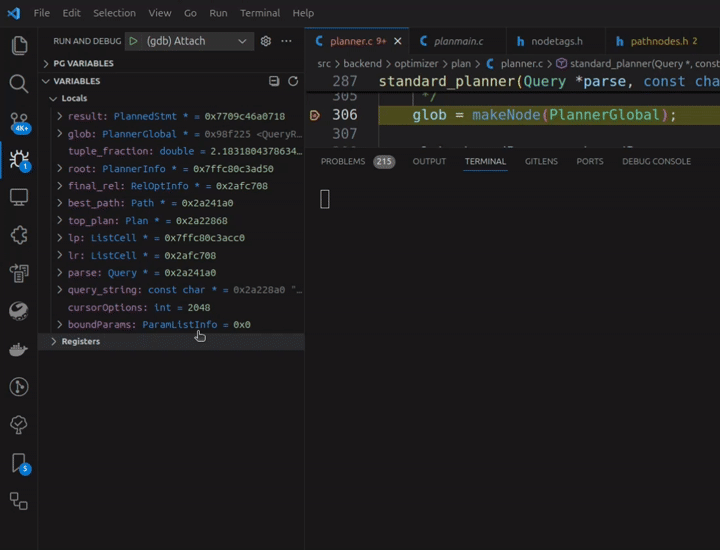 File Edit Selection View Go Run Terminal Help
RUN AND DEBUG (gdb) Attach
PG VARIABLES
VARIABLES
Locals
result: PlannedStmt * = 0x7709c46a0718
glob: PlannerGlobal * = 0x98f225 <QueryR…
tuple_fraction: double = 2.1831804378634…
root: PlannerInfo * = 0x7ffc80c3ad50
final_rel: RelOptInfo * = 0x2afc708
best_path: Path * = 0x2a241a0
top_plan: Plan * = 0x2a22868
lp: ListCell * = 0x7ffc80c3acc0
lr: ListCell * = 0x2afc708
parse: Query * = 0x2a241a0
query_string: const char * = 0x2a228a0 "…
cursorOptions: int = 2048
boundParams: ParamListInfo = 0x0
Registers
4K+
1
5
planner.c 9+ planmain.c nodetags.h pathnodes.h 2
src > backend > optimizer > plan > planner.c > standard_planner(Query *, const
287 standard_planner(Query *parse, const cha
305 */
306 glob = makeNode(PlannerGlobal);
307
PROBLEMS 215 OUTPUT TERMINAL GITLENS PORTS DEBUG CONSOLE